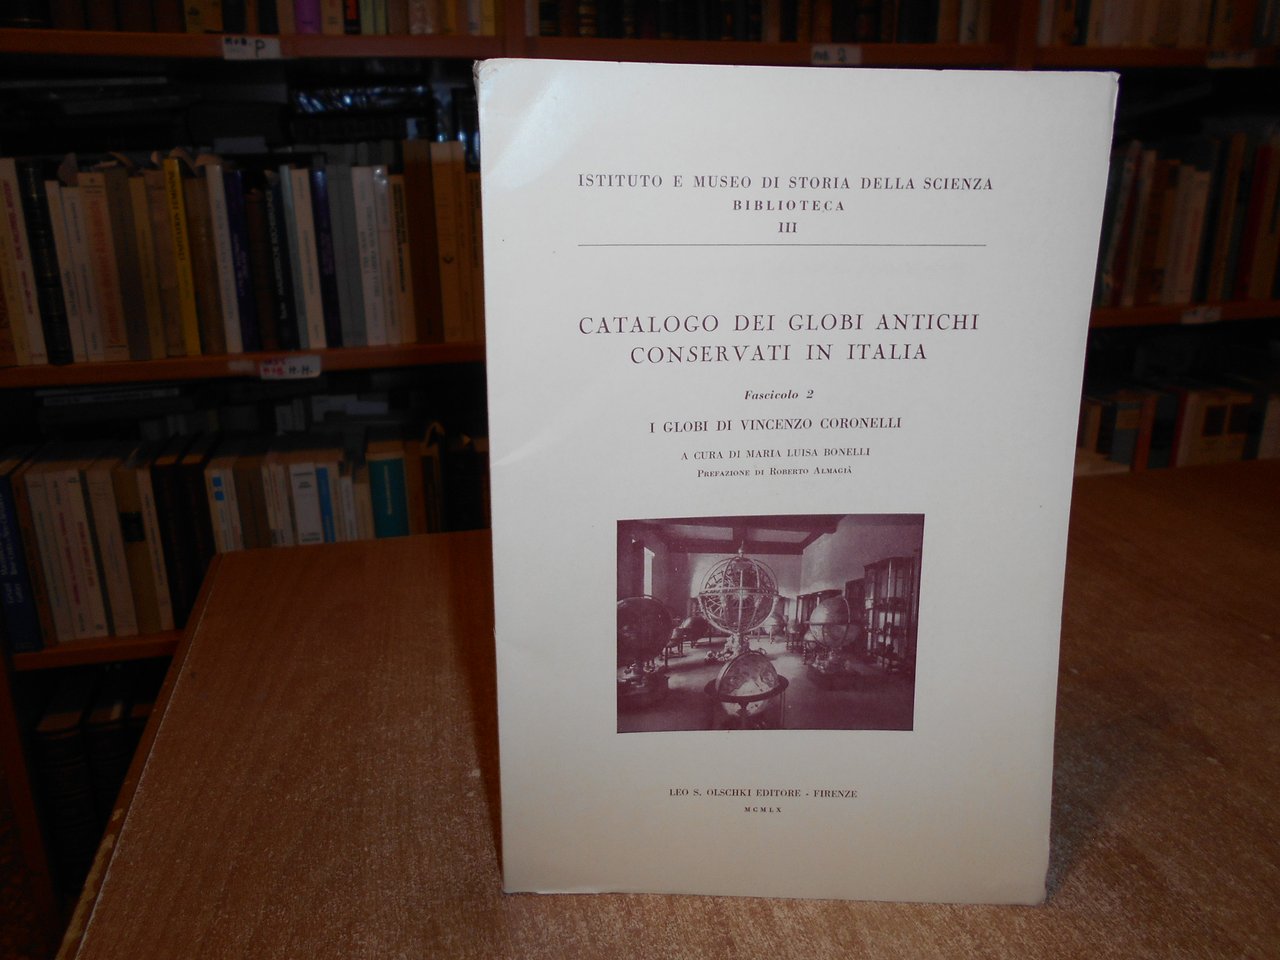 ISTITUTO E MUSEO DI STORIA DELLA SCIENZA
BIBLIOTECA
III
CATALOGO DEI GLOBI ANTICHI
CONSERVATI IN ITALIA
Fascicolo 2
I GLOBI DI VINCENZO CORONELLI
A CURA DI MARIA LUISA BONELLI
PREFAZIONE DI ROBERTO ALMAGIÀ
LEO S. OLSCHKI EDITORE - FIRENZE
MCMLX